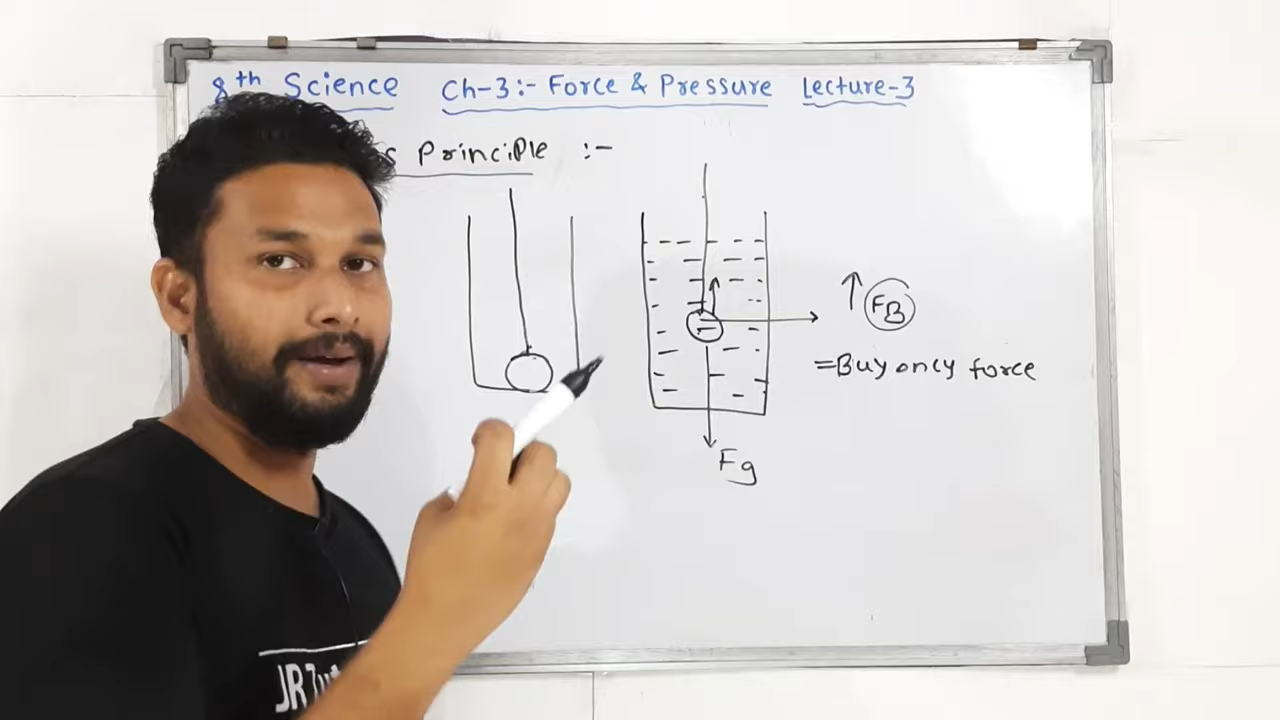 8th Science Ch-3:- Force & Pressure Lecture-3
Principle :-
FB
=Buyoncy force
Fg
JR